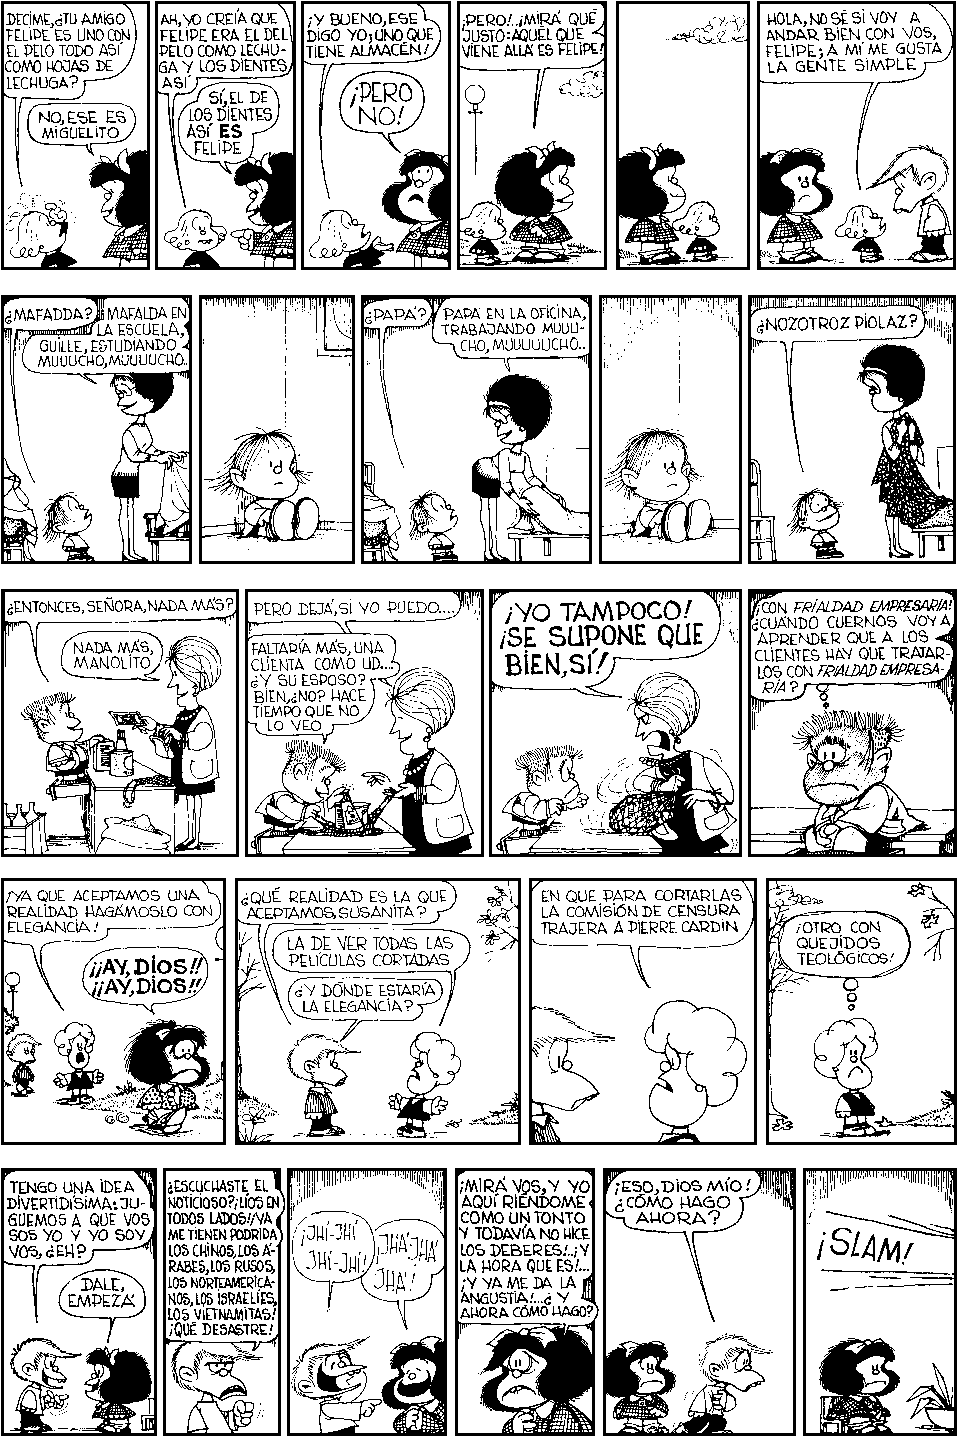 DECIME, ¿TU AMIGO
FELIPE ES UNO CON
EL PELO TODO ASÍ
COMO HOJAS DE
LECHUGA?
NO, ESE ES
MIGUELITO
AH, YO CREÍA QUE
FELIPE ERA EL DEL
PELO COMO LECHU-
GA Y LOS DIENTES
ASÍ
SÍ, EL DE
LOS DIENTES
ASÍ ES
FELIPE
¡Y BUENO, ESE
DIGO YO; UNO QUE
TIENE ALMACÉN!
¡PERO
NO!
¡PERO!..¡MIRÁ QUÉ
JUSTO: AQUEL QUE
VIENE ALLÁ ES FELIPE!
HOLA, NO SÉ SI VOY A
ANDAR BIEN CON VOS,
FELIPE; A MÍ ME GUSTA
LA GENTE SIMPLE
¿MAFADDA?
MAFALDA EN
LA ESCUELA,
GUILLE, ESTUDIANDO
MUUUCHO, MUUUUCHO..
¿PAPÁ?
PAPÁ EN LA OFICINA,
TRABAJANDO MUUU-
CHO, MUUUUUCHO..
¿NOZOTROZ PIOLAZ?
¿ENTONCES, SEÑORA, NADA MÁS?
NADA MÁS,
MANOLITO
PERO DEJÁ, SI YO PUEDO....
FALTARÍA MÁS, UNA
CLIENTA COMO UD...
¿Y SU ESPOSO?
BIEN, ¿NO? HACE
TIEMPO QUE NO
LO VEO
¡YO TAMPOCO!
¡SE SUPONE QUE
BIEN, SÍ!
¡CON FRIALDAD EMPRESARIA!
¿CUÁNDO CUERNOS VOY A
APRENDER QUE A LOS
CLIENTES HAY QUE TRATAR-
LOS CON FRIALDAD EMPRESA-
RIA?
¡YA QUE ACEPTAMOS UNA
REALIDAD HAGÁMOSLO CON
ELEGANCIA!
¡¡AY, DIOS!!
¡¡AY, DIOS!!
¿QUÉ REALIDAD ES LA QUE
ACEPTAMOS, SUSANITA?
LA DE VER TODAS LAS
PELÍCULAS CORTADAS
¿Y DÓNDE ESTARÍA
LA ELEGANCIA?
EN QUE PARA CORTARLAS
LA COMISIÓN DE CENSURA
TRAJERA A PIERRE CARDIN
¡OTRO CON
QUEJIDOS
TEOLÓGICOS!
TENGO UNA IDEA
DIVERTIDÍSIMA: JU-
GUEMOS A QUE VOS
SOS YO Y YO SOY
VOS, ¿EH?
DALE,
EMPEZÁ
¿ESCUCHASTE EL
NOTICIOSO? ¡LÍOS EN
TODOS LADOS! ¡YA
ME TIENEN PODRIDA
LOS CHINOS, LOS Á-
RABES, LOS RUSOS,
LOS NORTEAMERICA-
NOS, LOS ISRAELÍES,
LOS VIETNAMITAS!
¡QUÉ DESASTRE!
¡JHI-JHI
JHI-JHI!
JHA-JHA
JHA!
¡MIRÁ VOS, Y YO
AQUÍ RIÉNDOME
COMO UN TONTO
Y TODAVÍA NO HICE
LOS DEBERES!..¡Y
LA HORA QUE ES!...
¡Y YA ME DA LA
ANGUSTIA!...¿Y
AHORA CÓMO HAGO?
¡ESO, DIOS MÍO!
¿CÓMO HAGO
AHORA?
¡SLAM!